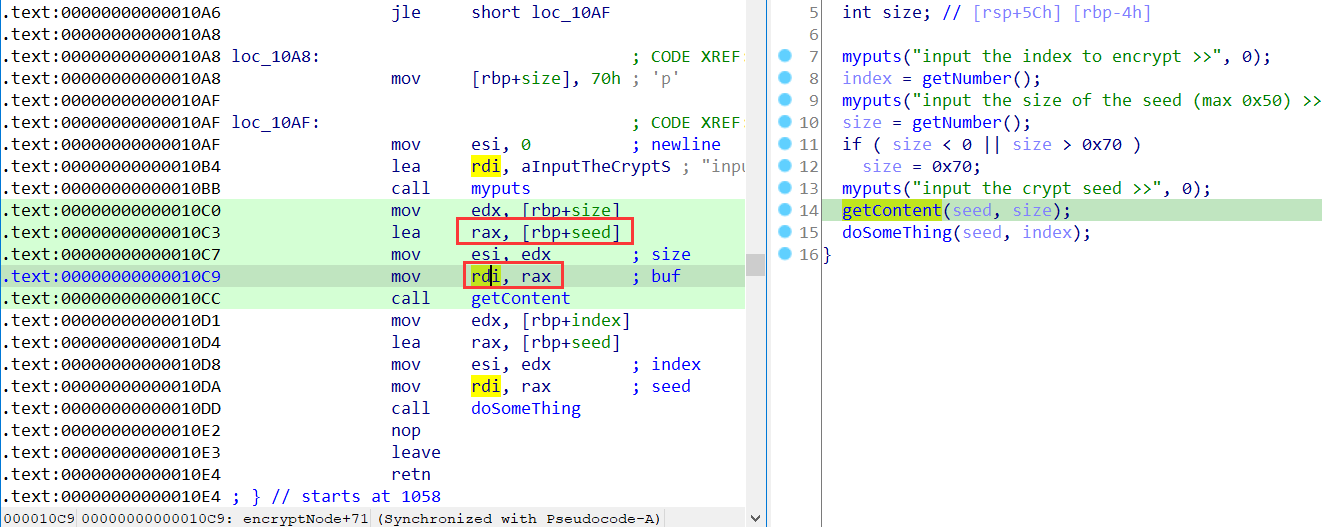 .text:00000000000010A6 jle short loc_10AF
.text:00000000000010A8
.text:00000000000010A8 loc_10A8: ; CODE XREF:
.text:00000000000010A8 mov [rbp+size], 70h ; 'p'
.text:00000000000010AF
.text:00000000000010AF loc_10AF: ; CODE XREF:
.text:00000000000010AF mov esi, 0 ; newline
.text:00000000000010B4 lea rdi, aInputTheCryptS ; "inpu
.text:00000000000010BB call myputs
.text:00000000000010C0 mov edx, [rbp+size]
.text:00000000000010C3 lea rax, [rbp+seed]
.text:00000000000010C7 mov esi, edx ; size
.text:00000000000010C9 mov rdi, rax ; buf
.text:00000000000010CC call getContent
.text:00000000000010D1 mov edx, [rbp+index]
.text:00000000000010D4 lea rax, [rbp+seed]
.text:00000000000010D8 mov esi, edx ; index
.text:00000000000010DA mov rdi, rax ; seed
.text:00000000000010DD call doSomeThing
.text:00000000000010E2 nop
.text:00000000000010E3 leave
.text:00000000000010E4 retn
.text:00000000000010E4 ; } // starts at 1058
000010C9 00000000000010C9: encryptNode+71 (Synchronized with Pseudocode-A)
5 int size; // [rsp+5Ch] [rbp-4h]
6
7 myputs("input the index to encrypt >>", 0);
8 index = getNumber();
9 myputs("input the size of the seed (max 0x50) >>
10 size = getNumber();
11 if ( size < 0 || size > 0x70 )
12 size = 0x70;
13 myputs("input the crypt seed >>", 0);
14 getContent(seed, size);
15 doSomeThing(seed, index);
16 }